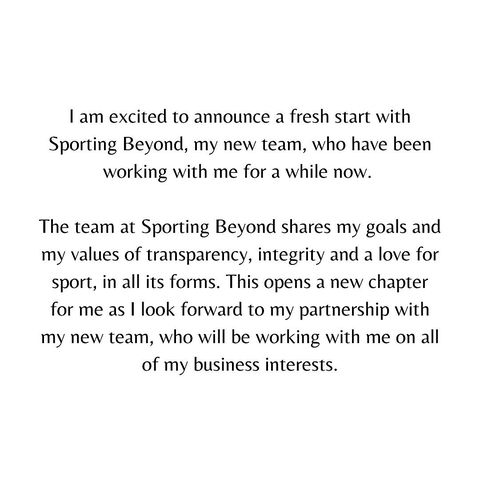 I am excited to announce a fresh start with
Sporting Beyond, my new team, who have been
working with me for a while now.
The team at Sporting Beyond shares my goals and
my values of transparency, integrity and a love for
sport, in all its forms. This opens a new chapter
for me as I look forward to my partnership with
my new team, who will be working with me on all
of my business interests.